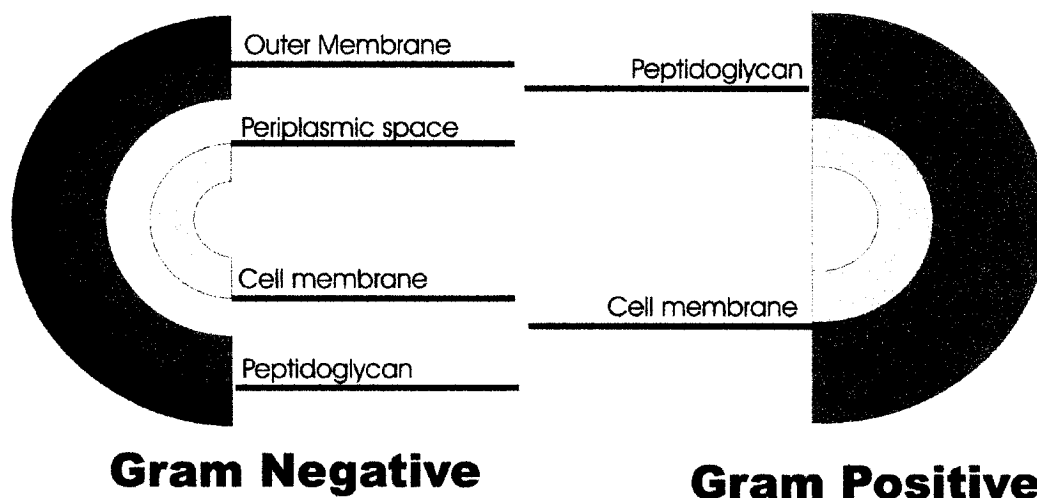 Outer Membrane
Peptidoglycan
Periplasmic space
Cell membrane
Cell membrane
Peptidoglycan
Gram Negative
Gram Positive